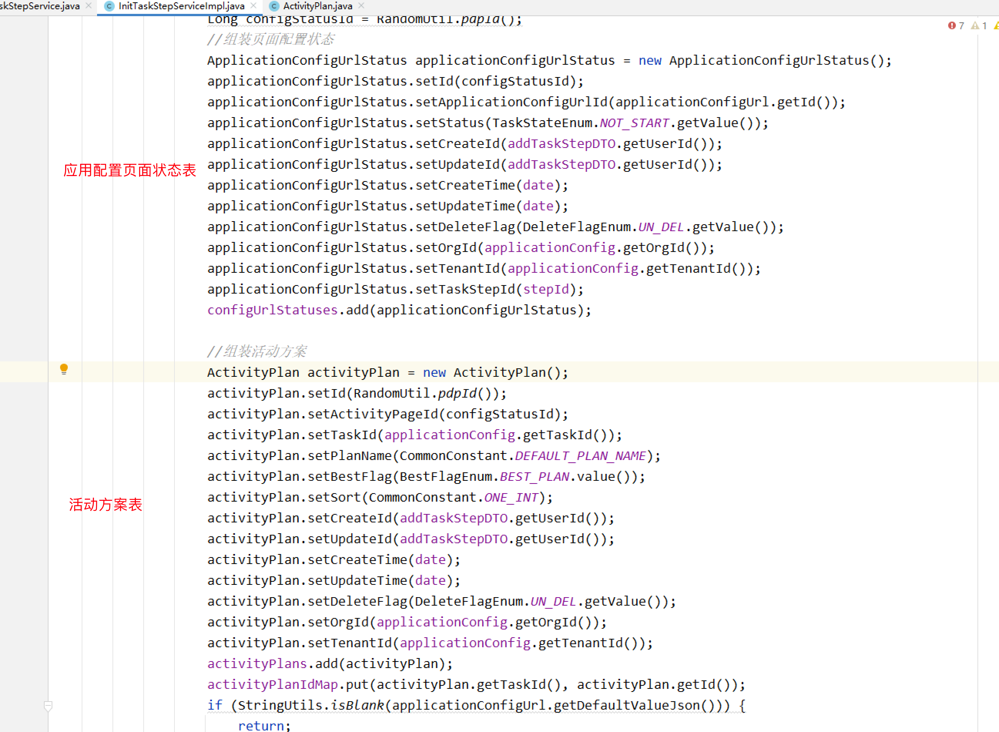 skStepService.java
InitTaskStepServiceImpl.java
ActivityPlan.java
Long configStatusId = RandomUtil.pdpId();
7 1
//组装页面配置状态
ApplicationConfigUrlStatus applicationConfigUrlStatus = new ApplicationConfigUrlStatus();
applicationConfigUrlStatus.setId(configStatusId);
applicationConfigUrlStatus.setApplicationConfigUrlId(applicationConfigUrl.getId());
applicationConfigUrlStatus.setStatus(TaskStateEnum.NOT_START.getValue());
applicationConfigUrlStatus.setCreateId(addTaskStepDTO.getUserId());
应用配置页面状态表
applicationConfigUrlStatus.setUpdateId(addTaskStepDTO.getUserId());
applicationConfigUrlStatus.setCreateTime(date);
applicationConfigUrlStatus.setUpdateTime(date);
applicationConfigUrlStatus.setDeleteFlag(DeleteFlagEnum.UN_DEL.getValue());
applicationConfigUrlStatus.setOrgId(applicationConfig.getOrgId());
applicationConfigUrlStatus.setTenantId(applicationConfig.getTenantId());
applicationConfigUrlStatus.setTaskStepId(stepId);
configUrlStatuses.add(applicationConfigUrlStatus);
//组装活动方案
ActivityPlan activityPlan = new ActivityPlan();
activityPlan.setId(RandomUtil.pdpId());
activityPlan.setActivityPageId(configStatusId);
activityPlan.setTaskId(applicationConfig.getTaskId());
activityPlan.setPlanName(CommonConstant.DEFAULT_PLAN_NAME);
activityPlan.setBestFlag(BestFlagEnum.BEST_PLAN.value());
activityPlan.setSort(CommonConstant.ONE_INT);
活动方案表
activityPlan.setCreateId(addTaskStepDTO.getUserId());
activityPlan.setUpdateId(addTaskStepDTO.getUserId());
activityPlan.setCreateTime(date);
activityPlan.setUpdateTime(date);
activityPlan.setDeleteFlag(DeleteFlagEnum.UN_DEL.getValue());
activityPlan.setOrgId(applicationConfig.getOrgId());
activityPlan.setTenantId(applicationConfig.getTenantId());
activityPlans.add(activityPlan);
activityPlanIdMap.put(activityPlan.getTaskId(), activityPlan.getId());
if (StringUtils.isBlank(applicationConfigUrl.getDefaultValueJson())) {
return;